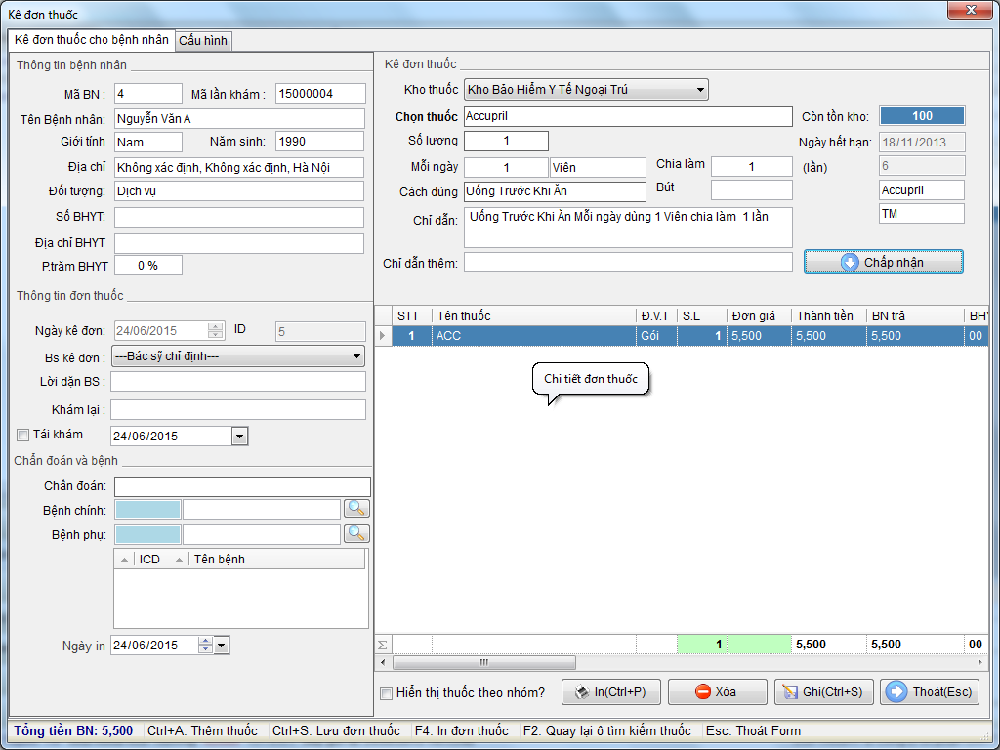 Kê đơn thuốc
Kê đơn thuốc cho bệnh nhân Cấu hình
Thông tin bệnh nhân
Mã BN : 4 Mã lần khám : 15000004
Tên Bệnh nhân: Nguyễn Văn A
Giới tính Nam Năm sinh: 1990
Địa chỉ Không xác định, Không xác định, Hà Nội
Đối tượng: Dịch vụ
Số BHYT:
Địa chỉ BHYT
P.trăm BHYT 0 %
Thông tin đơn thuốc
Ngày kê đơn: 24/06/2015 ID 5
Bs kê đơn : ---Bác sỹ chỉ định---
Lời dặn BS :
Khám lại :
Tái khám 24/06/2015
Chẩn đoán và bệnh
Chẩn đoán:
Bệnh chính:
Bệnh phụ:
ICD Tên bệnh
Ngày in 24/06/2015
Kê đơn thuốc
Kho thuốc Kho Bảo Hiểm Y Tế Ngoại Trú
Chọn thuốc Accupril Còn tồn kho: 100
Số lượng 1 Ngày hết hạn: 18/11/2013
Mỗi ngày 1 Viên Chia làm 1 (lần) 6
Cách dùng Uống Trước Khi Ăn Bút Accupril
Chỉ dẫn: Uống Trước Khi Ăn Mỗi ngày dùng 1 Viên chia làm 1 lần TM
Chỉ dẫn thêm: Chấp nhận
STT Tên thuốc Đ.V.T S.L Đơn giá Thành tiền BN trả BHY
1 ACC Gói 1 5,500 5,500 5,500 00
Chi tiết đơn thuốc
Σ 1 5,500 5,500 00
Hiển thị thuốc theo nhóm? In(Ctrl+P) Xóa Ghi(Ctrl+S) Thoát(Esc)
Tổng tiền BN: 5,500 Ctrl+A: Thêm thuốc Ctrl+S: Lưu đơn thuốc F4: In đơn thuốc F2: Quay lại ô tìm kiếm thuốc Esc: Thoát Form